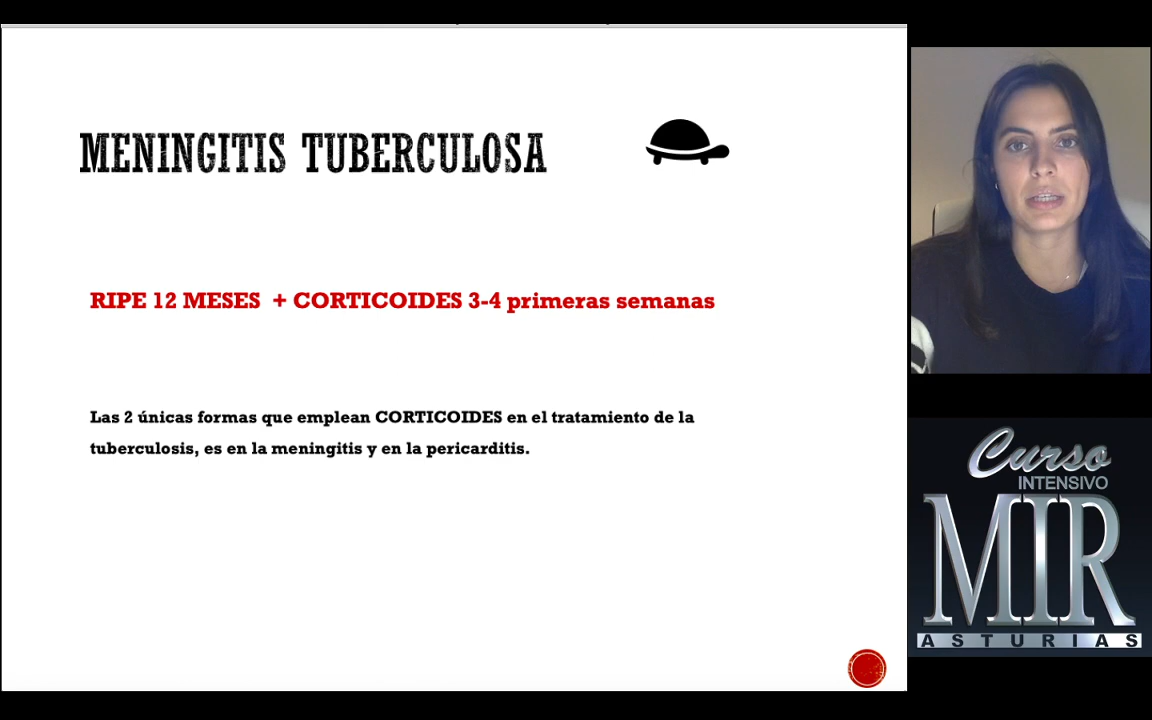 MENINGITIS TUBERCULOSA
RIPE 12 MESES + CORTICOIDES 3-4 primeras semanas
Las 2 únicas formas que emplean CORTICOIDES en el tratamiento de la
tuberculosis, es en la meningitis y en la pericarditis.
Curso
INTENSIVO
MIR
ASTURIAS